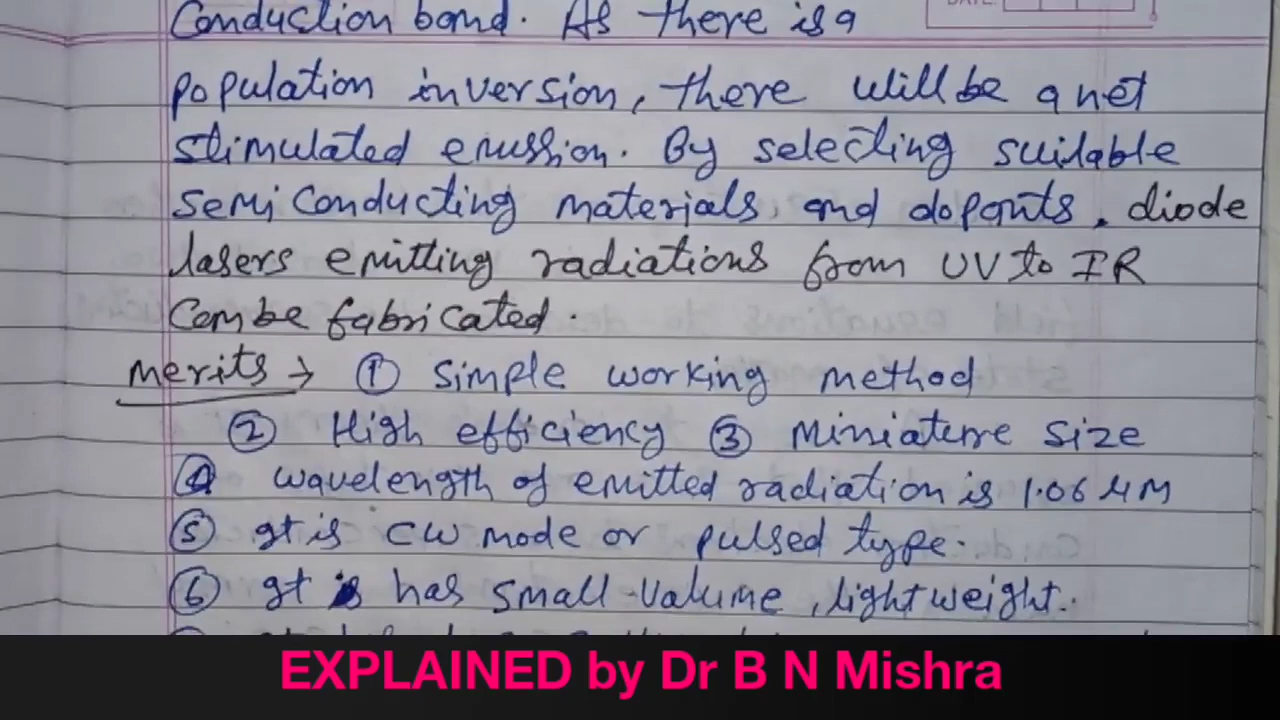 Conduction band. As there is a
DATE:
population inversion, there will be a net
stimulated emission. By selecting suitable
semiconducting materials, and dopants, diode
lasers emitting radiations from UV to IR
can be fabricated.
Merits → ① Simple working method
② High efficiency ③ Miniature size
④ wavelength of emitted radiation is 1.06 μM
⑤ It is CW mode or pulsed type.
⑥ It has small-volume, lightweight.
EXPLAINED by Dr B N Mishra